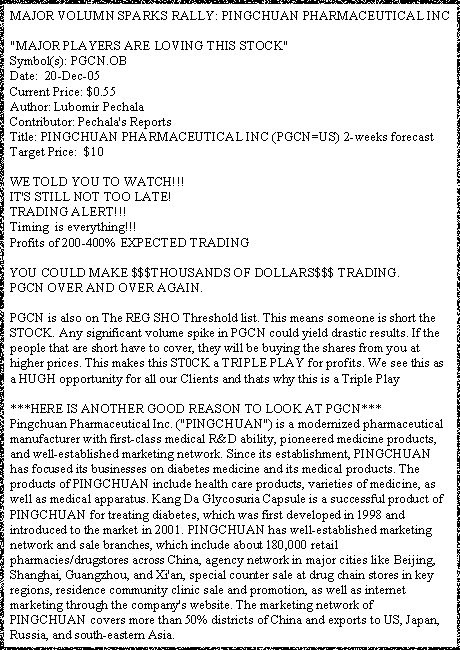 MAJOR VOLUMN SPARKS RALLY: PINGCHUAN PHARMACEUTICAL INC
"MAJOR PLAYERS ARE LOVING THIS STOCK"
Symbol(s): PGCN.OB
Date: 20-Dec-05
Current Price: $0.55
Author: Lubomir Pechala
Contributor: Pechala's Reports
Title: PINGCHUAN PHARMACEUTICAL INC (PGCN=US) 2-weeks forecast
Target Price: $10
WE TOLD YOU TO WATCH!!!
IT'S STILL NOT TOO LATE!
TRADING ALERT!!!
Timing is everything!!!
Profits of 200-400% EXPECTED TRADING
YOU COULD MAKE $$$THOUSANDS OF DOLLARS$$$ TRADING.
PGCN OVER AND OVER AGAIN.
PGCN is also on The REG SHO Threshold list. This means someone is short the
STOCK. Any significant volume spike in PGCN could yield drastic results. If the
people that are short have to cover, they will be buying the shares from you at
higher prices. This makes this ST0CK a TRIPLE PLAY for profits. We see this as
a HUGH opportunity for all our Clients and thats why this is a Triple Play
***HERE IS ANOTHER GOOD REASON TO LOOK AT PGCN***
Pingchuan Pharmaceutical Inc. ("PINGCHUAN") is a modernized pharmaceutical
manufacturer with first-class medical R&D ability, pioneered medicine products,
and well-established marketing network. Since its establishment, PINGCHUAN
has focused its businesses on diabetes medicine and its medical products. The
products of PINGCHUAN include health care products, varieties of medicine, as
well as medical apparatus. Kang Da Glycosuria Capsule is a successful product of
PINGCHUAN for treating diabetes, which was first developed in 1998 and
introduced to the market in 2001. PINGCHUAN has well-established marketing
network and sale branches, which include about 180,000 retail
pharmacies/drugstores across China, agency network in major cities like Beijing,
Shanghai, Guangzhou, and Xi'an, special counter sale at drug chain stores in key
regions, residence community clinic sale and promotion, as well as internet
marketing through the company's website. The marketing network of
PINGCHUAN covers more than 50% districts of China and exports to US, Japan,
Russia, and south-eastern Asia.